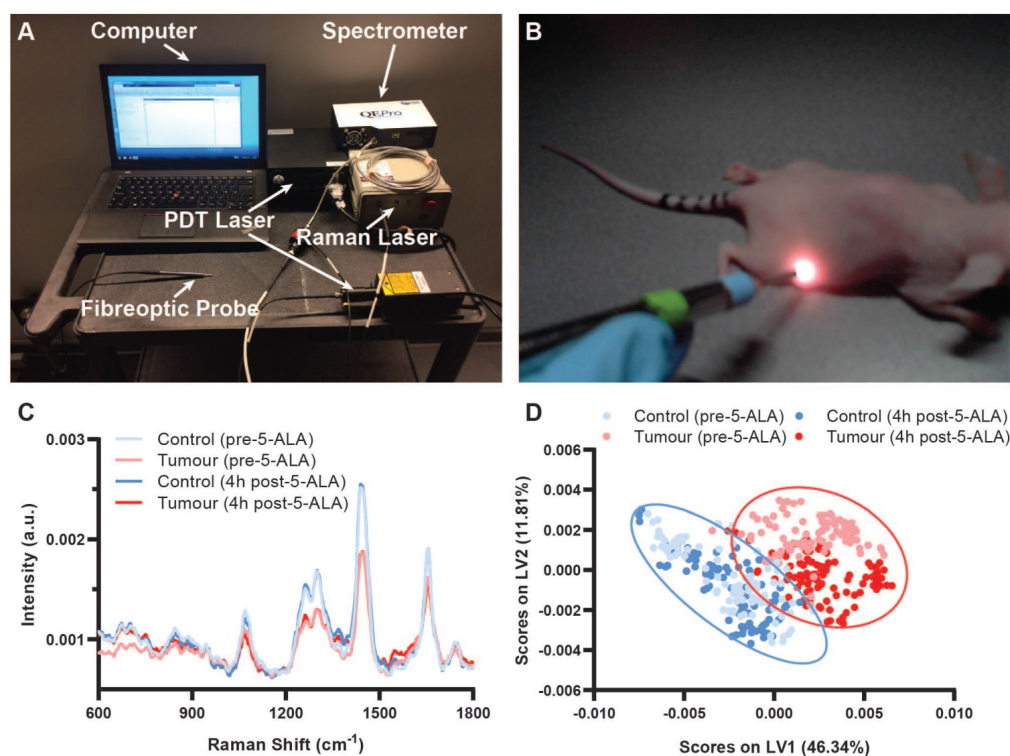 A
Computer
Spectrometer
QEPro
PDT Laser
Raman Laser
Fibreoptic Probe
B
C
Control (pre-5-ALA)
Tumour (pre-5-ALA)
Control (4h post-5-ALA)
Tumour (4h post-5-ALA)
Intensity (a.u.)
0.003
0.002
0.001
600
900
1200
1500
1800
Raman Shift (cm⁻¹)
D
Control (pre-5-ALA) Control (4h post-5-ALA)
Tumour (pre-5-ALA) Tumour (4h post-5-ALA)
Scores on LV2 (11.81%)
0.006
0.004
0.002
0.000
-0.002
-0.004
-0.006
-0.010
-0.005
0.000
0.005
0.010
Scores on LV1 (46.34%)